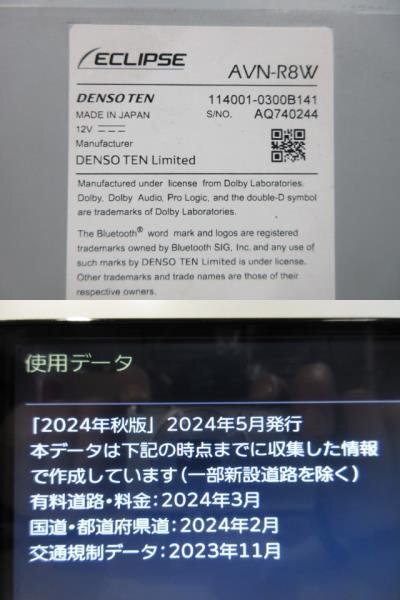 ECLIPSE
AVN-R8W
DENSO TEN
114001-0300B141
MADE IN JAPAN
S/NO. AQ740244
12V
Manufacturer
DENSO TEN Limited
Manufactured under license from Dolby Laboratories.
Dolby, Dolby Audio, Pro Logic, and the double-D symbol
are trademarks of Dolby Laboratories.
The Bluetooth® word mark and logos are registered
trademarks owned by Bluetooth SIG, Inc. and any use of
such marks by DENSO TEN Limited is under license.
Other trademarks and trade names are those of their
respective owners.
使用データ
「2024年秋版」 2024年5月発行
本データは下記の時点までに収集した情報
で作成しています(一部新設道路を除く)
有料道路・料金:2024年3月
国道・都道府県道:2024年2月
交通規制データ:2023年11月